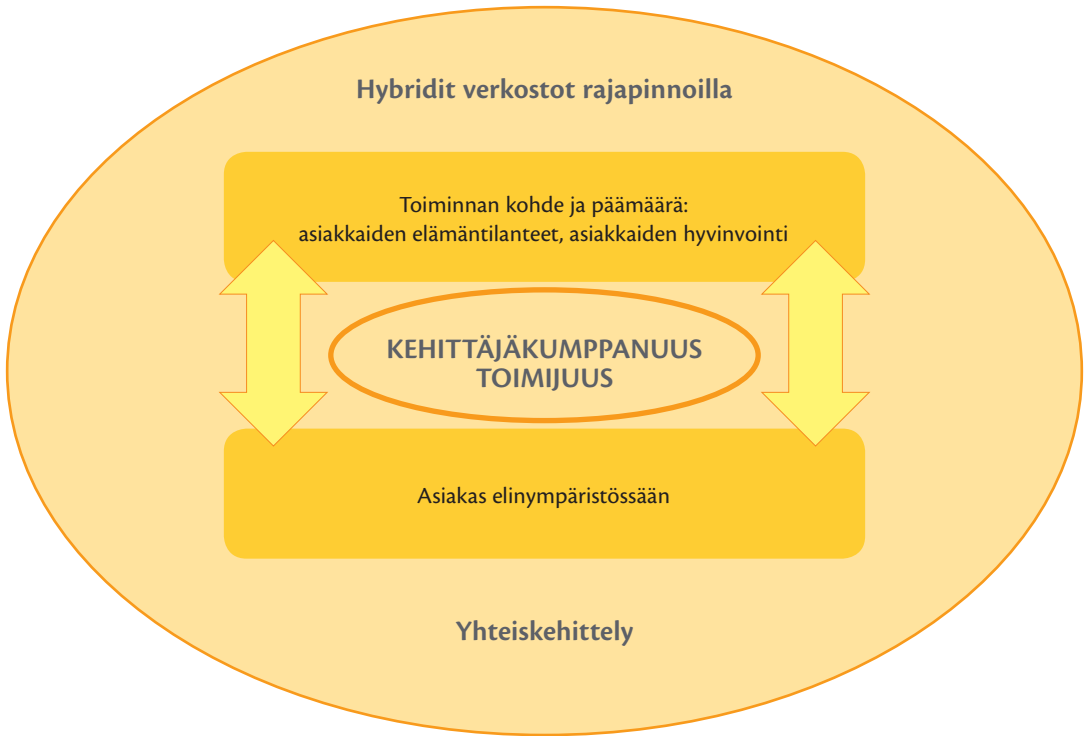 Hybridit verkostot rajapinnoilla
Toiminnan kohde ja päämäärä:
asiakkaiden elämäntilanteet, asiakkaiden hyvinvointi
KEHITTÄJÄKUMPPANUUS
TOIMIJUUS
Asiakas elinympäristössään
Yhteiskehittely